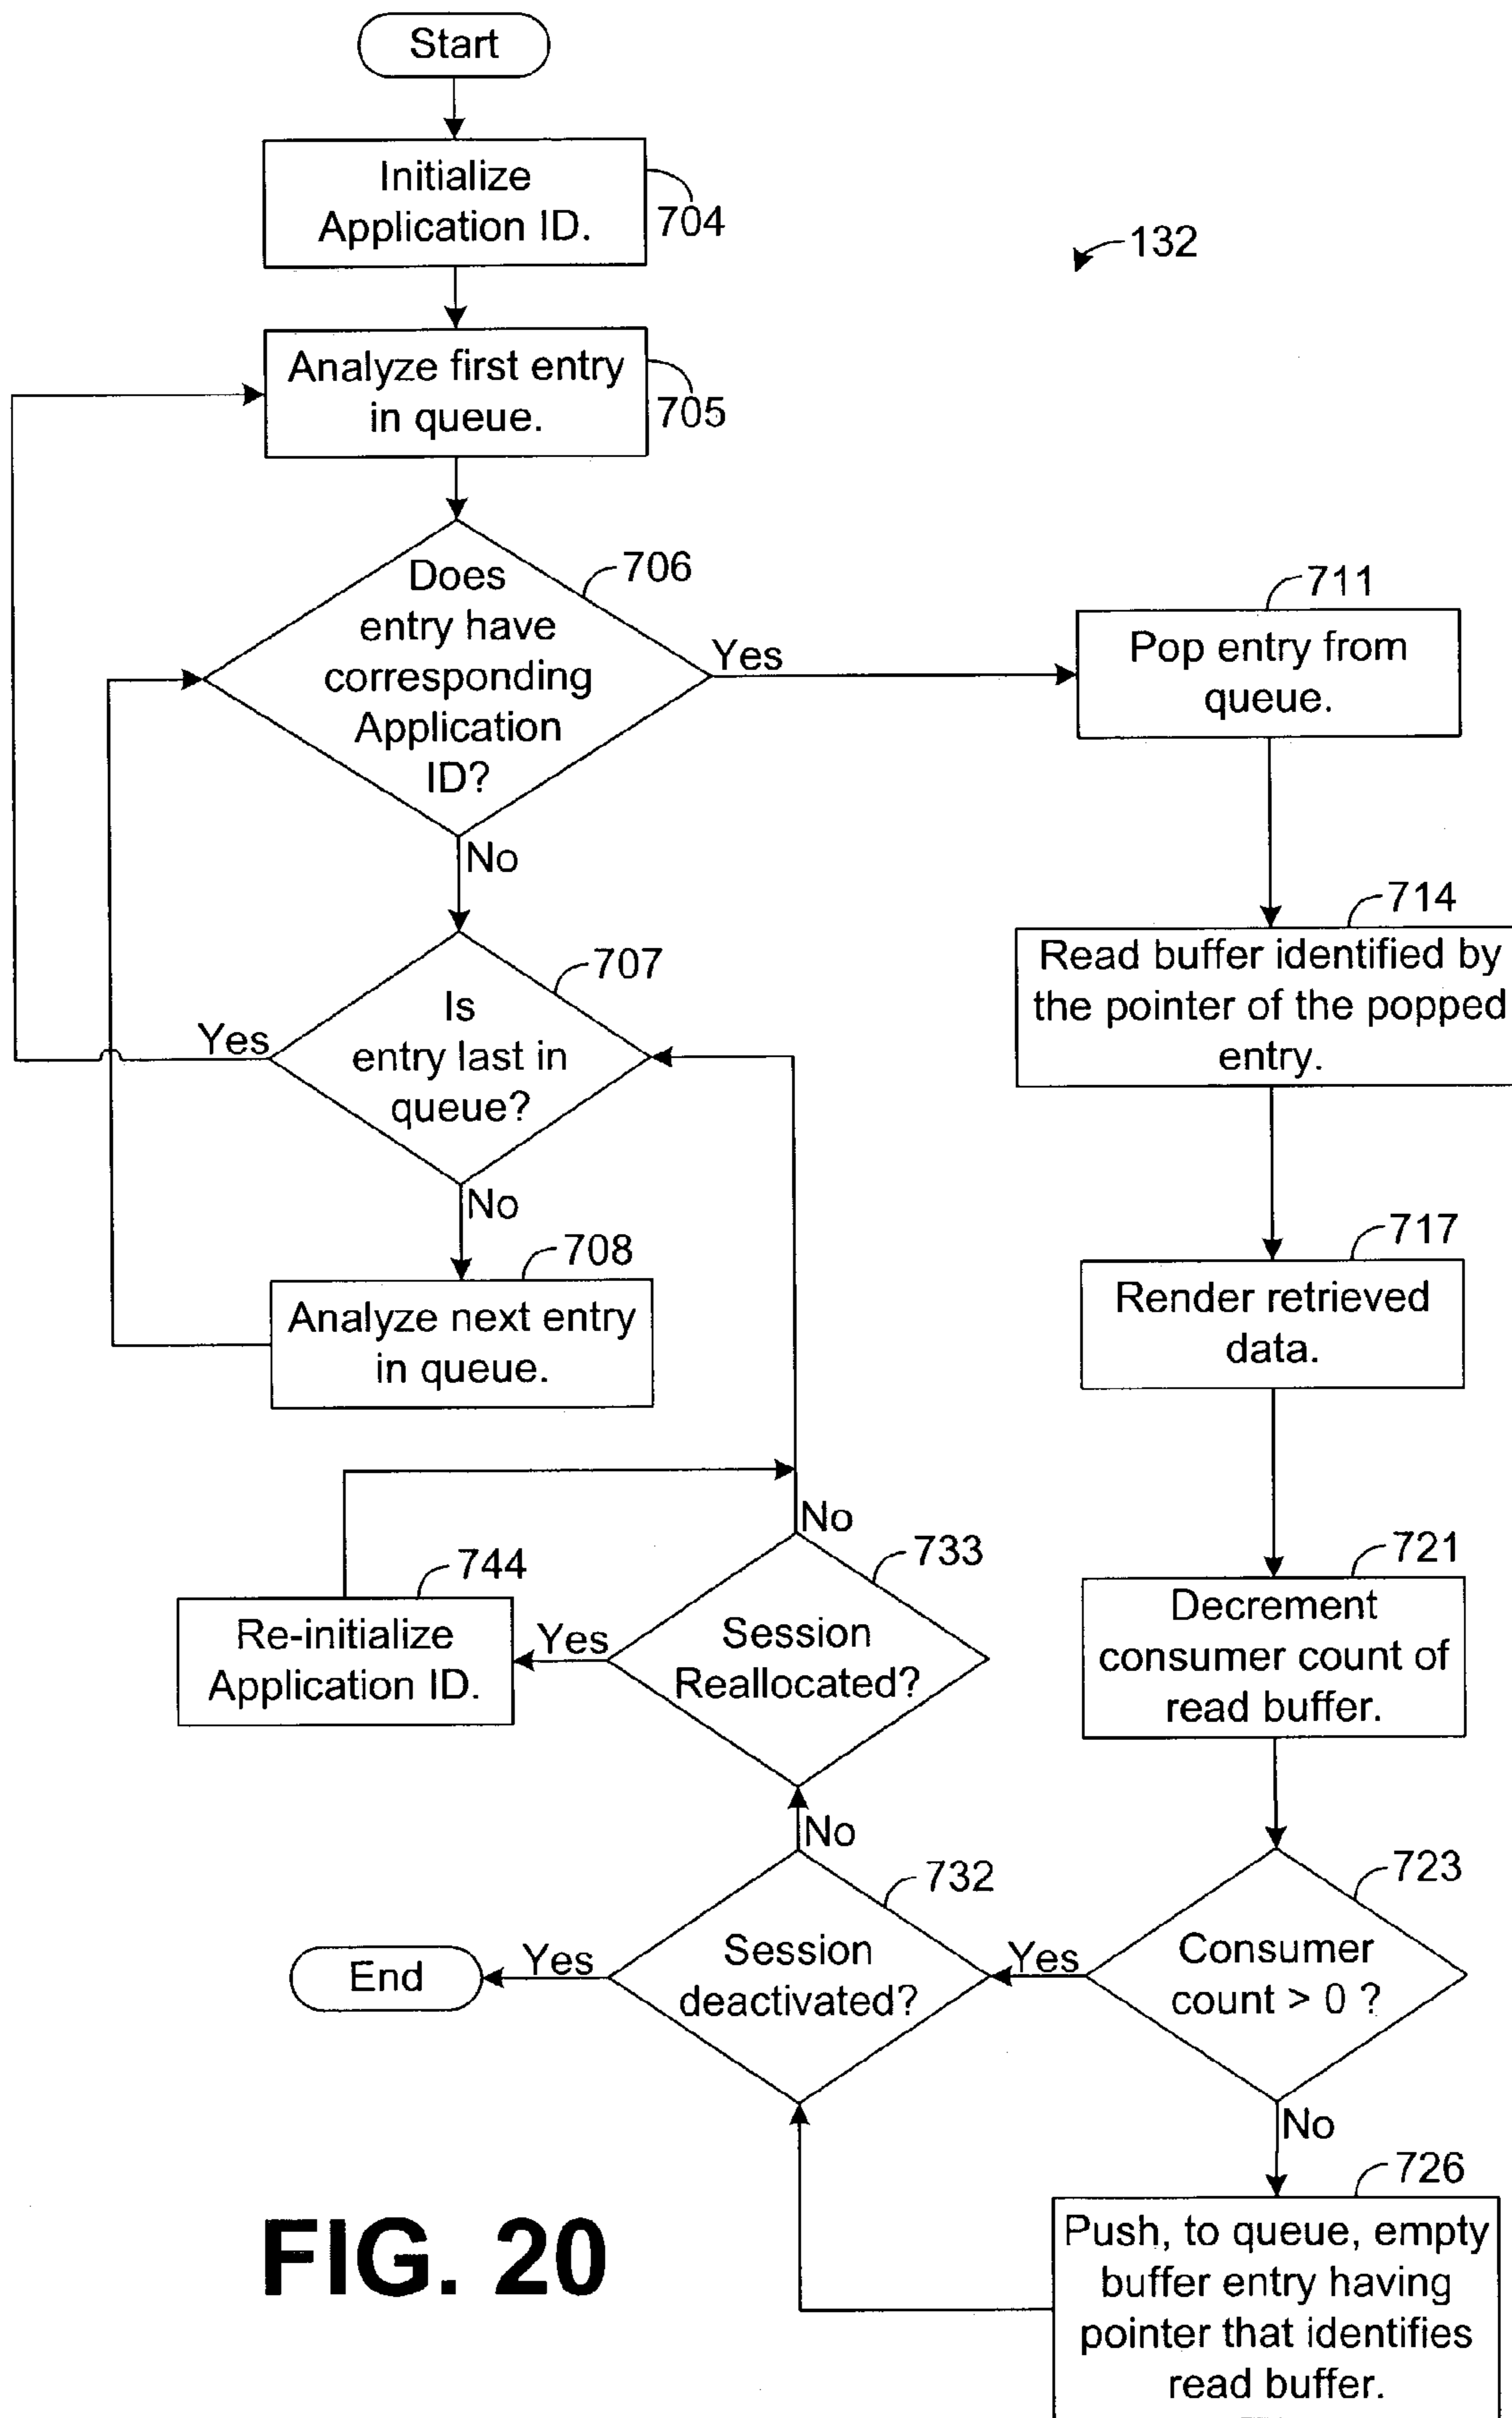 Start
Initialize
Application ID.
704
132
Analyze first entry
in queue.
705
Does
entry have
corresponding
Application
ID?
706
Yes
711
Pop entry from
queue.
No
714
Read buffer identified by
the pointer of the popped
entry.
707
Is
entry last in
queue?
Yes
No
708
Analyze next entry
in queue.
717
Render retrieved
data.
No
733
Session
Reallocated?
Yes
744
Re-initialize
Application ID.
721
Decrement
consumer count of
read buffer.
No
732
Session
deactivated?
Yes
End
723
Consumer
count > 0 ?
Yes
No
726
Push, to queue, empty
buffer entry having
pointer that identifies
read buffer.
FIG. 20